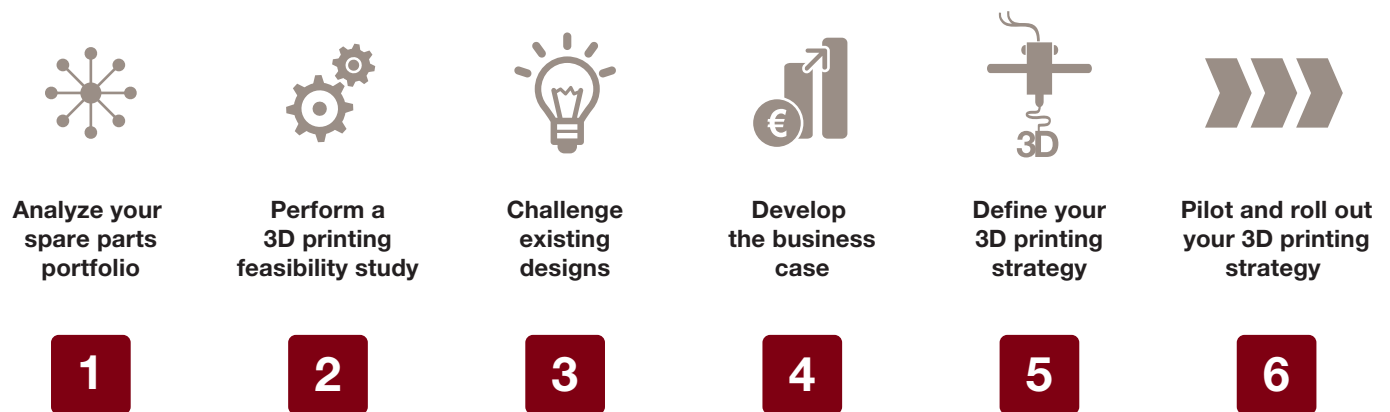 €
3D
Analyze your
spare parts
portfolio
Perform a
3D printing
feasibility study
Challenge
existing
designs
Develop
the business
case
Define your
3D printing
strategy
Pilot and roll out
your 3D printing
strategy
1
2
3
4
5
6